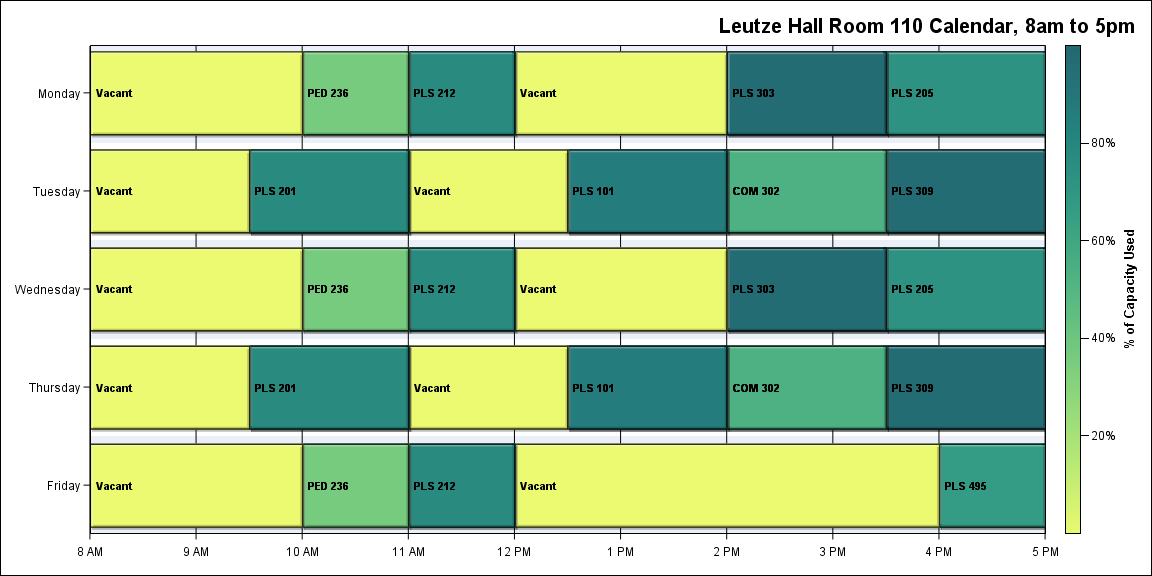 Leutze Hall Room 110 Calendar, 8am to 5pm
Monday
Vacant
PED 236
PLS 212
Vacant
PLS 303
PLS 205
Tuesday
Vacant
PLS 201
Vacant
PLS 101
COM 302
PLS 309
Wednesday
Vacant
PED 236
PLS 212
Vacant
PLS 303
PLS 205
Thursday
Vacant
PLS 201
Vacant
PLS 101
COM 302
PLS 309
Friday
Vacant
PED 236
PLS 212
Vacant
PLS 495
8 AM
9 AM
10 AM
11 AM
12 PM
1 PM
2 PM
3 PM
4 PM
5 PM
80%
60%
40%
20%
% of Capacity Used